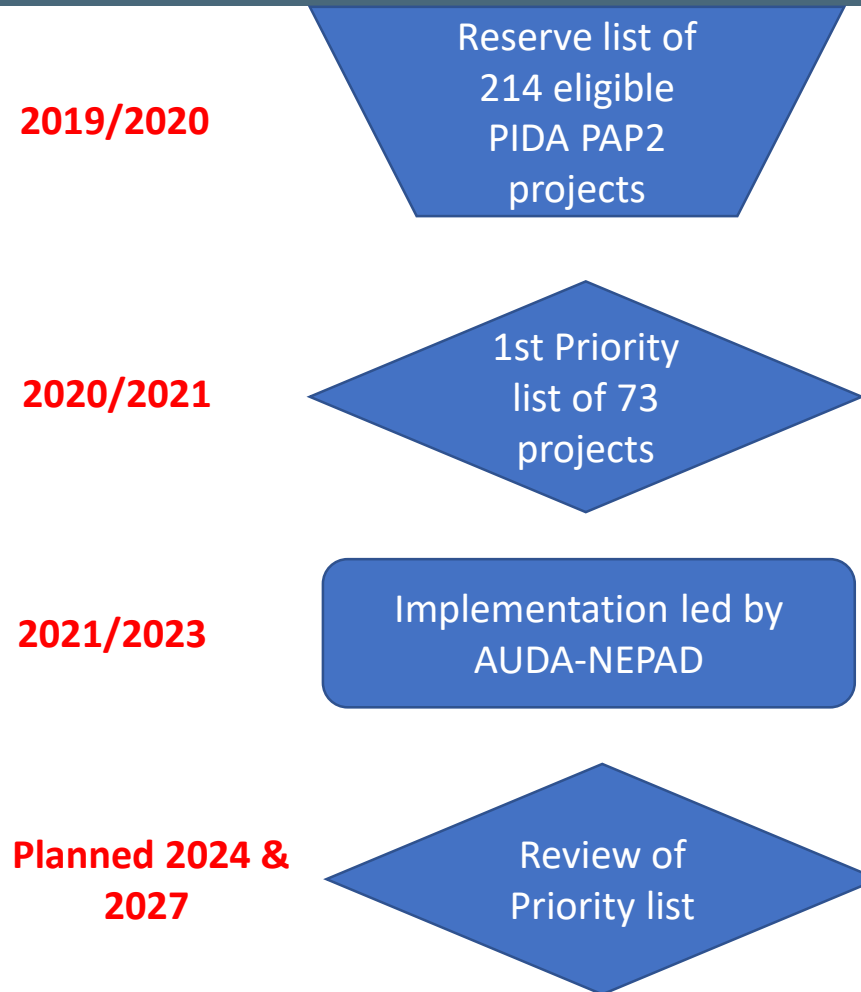 2019/2020
Reserve list of
214 eligible
PIDA PAP2
projects
2020/2021
1st Priority
list of 73
projects
2021/2023
Implementation led by
AUDA-NEPAD
Planned 2024 &
2027
Review of
Priority list